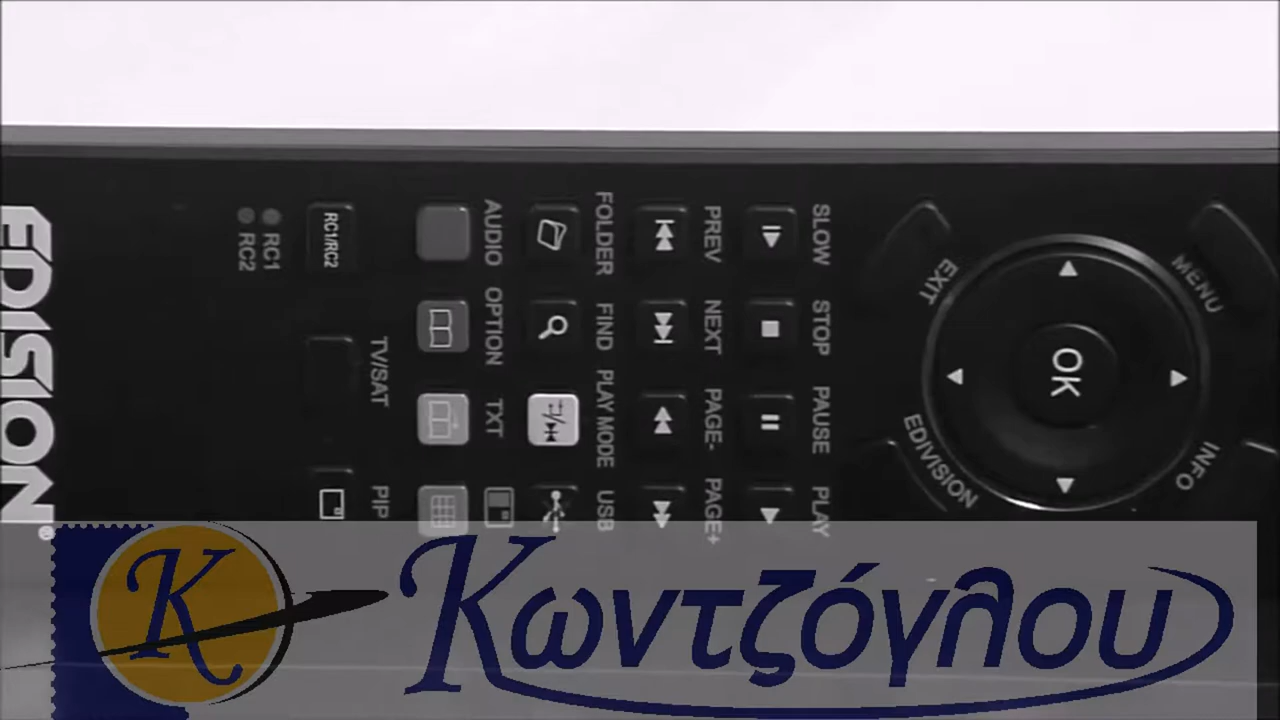 MENU
EXIT
OK
INFO
EDIVISION
SLOW
STOP
PAUSE
PLAY
PREV
NEXT
PAGE-
PAGE+
FOLDER
FIND
PLAY MODE
USB
AUDIO
OPTION
TXT
TV/SAT
PIP
RC1/RC2
RC1
RC2
EDISION®
K
Κωντζόγλου